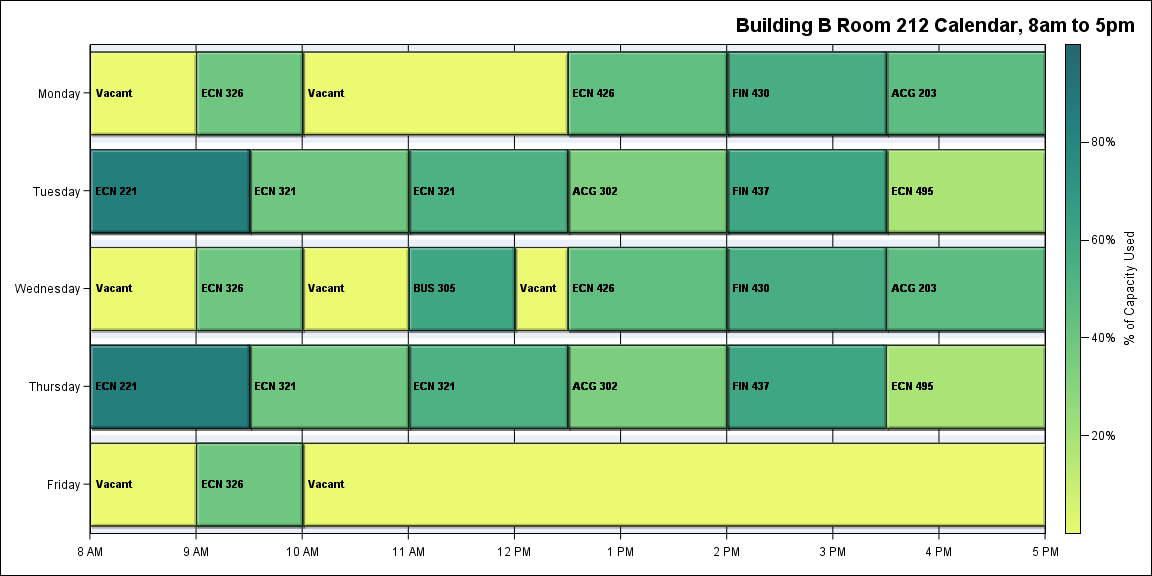 Building B Room 212 Calendar, 8am to 5pm
Monday
Vacant
ECN 326
Vacant
ECN 426
FIN 430
ACG 203
Tuesday
ECN 221
ECN 321
ECN 321
ACG 302
FIN 437
ECN 495
Wednesday
Vacant
ECN 326
Vacant
BUS 305
Vacant
ECN 426
FIN 430
ACG 203
Thursday
ECN 221
ECN 321
ECN 321
ACG 302
FIN 437
ECN 495
Friday
Vacant
ECN 326
Vacant
8 AM
9 AM
10 AM
11 AM
12 PM
1 PM
2 PM
3 PM
4 PM
5 PM
80%
60%
40%
20%
% of Capacity Used